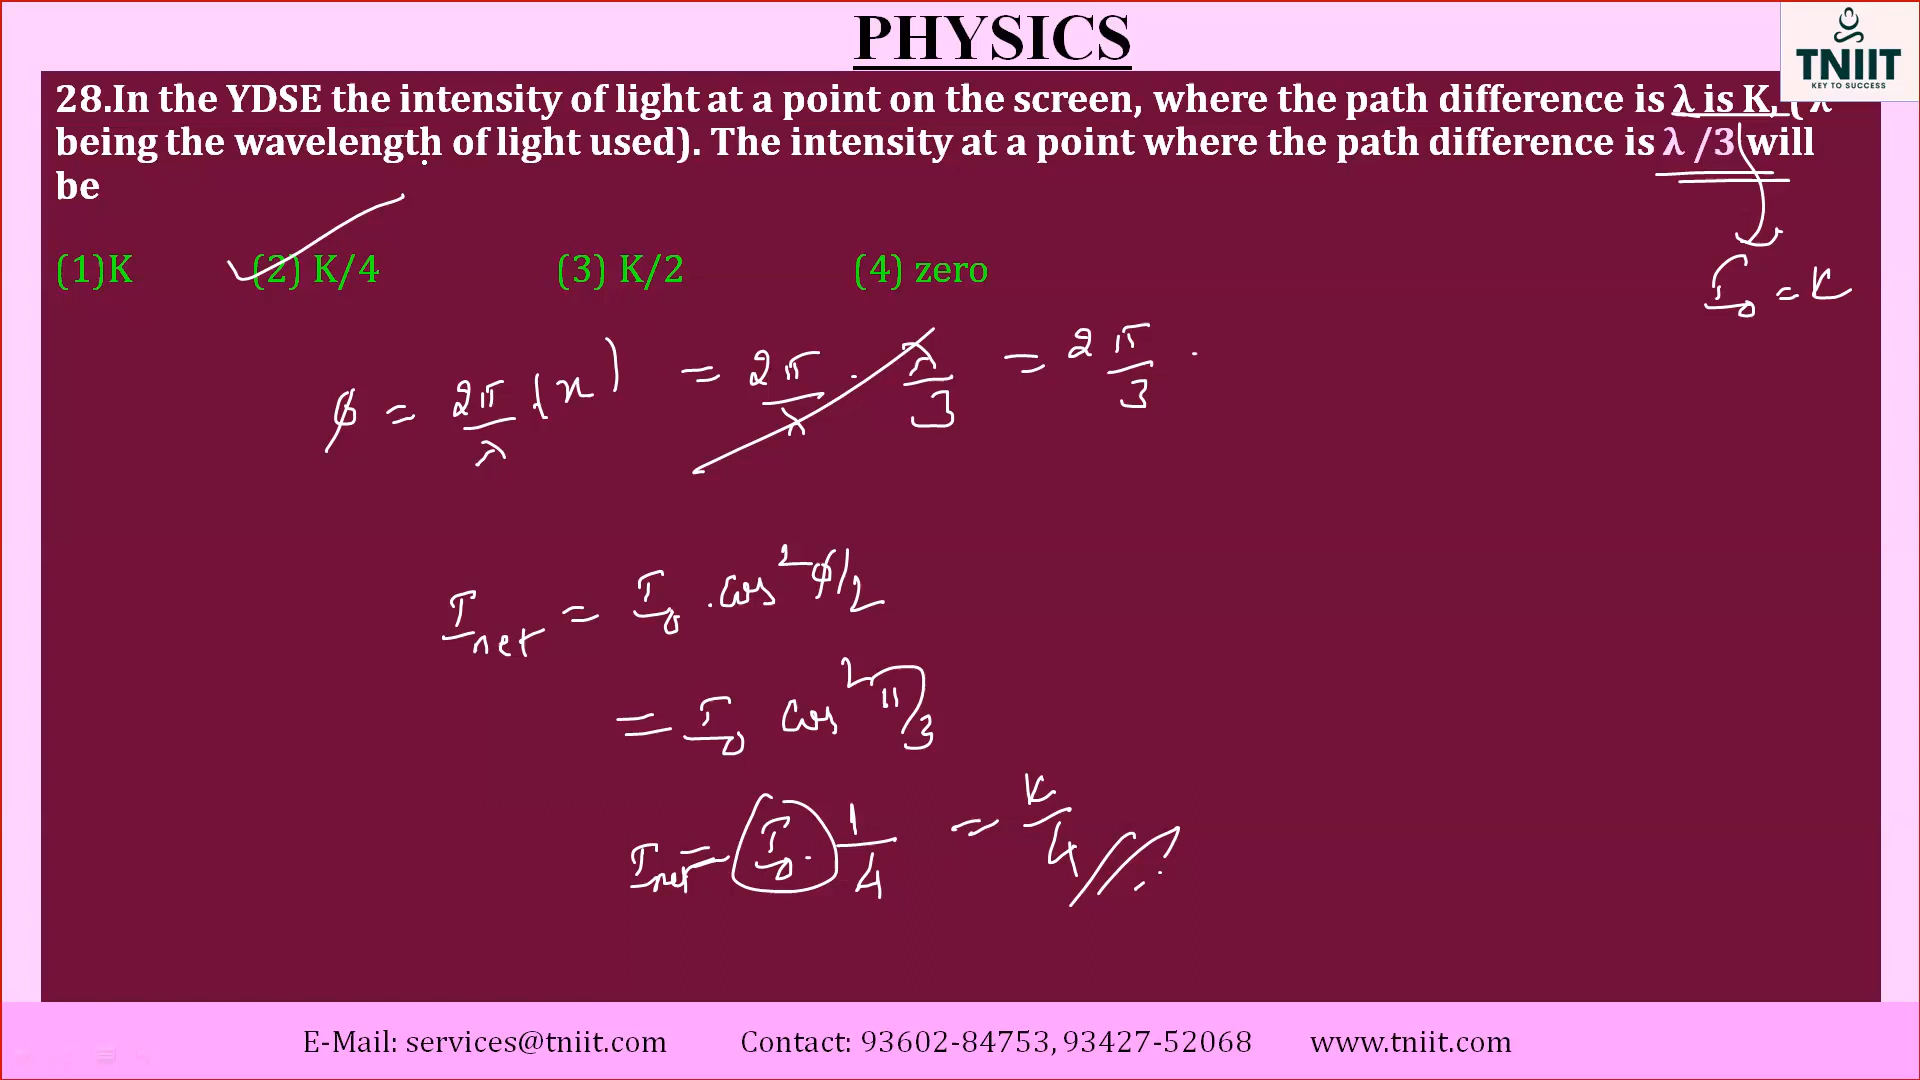 PHYSICS
TNIIT
KEY TO SUCCESS
28.In the YDSE the intensity of light at a point on the screen, where the path difference is λ is K, (λ
being the wavelength of light used). The intensity at a point where the path difference is λ /3 will
be
I₀ = K
(1)K (2) K/4 (3) K/2 (4) zero
ϕ = 2π/λ (x) = 2π/λ . λ/3 = 2π/3 .
I net = I₀ . cos² ϕ/2
= I₀ cos² π/3
I net = I₀ . 1/4 = K/4
E-Mail: services@tniit.com Contact: 93602-84753, 93427-52068 www.tniit.com